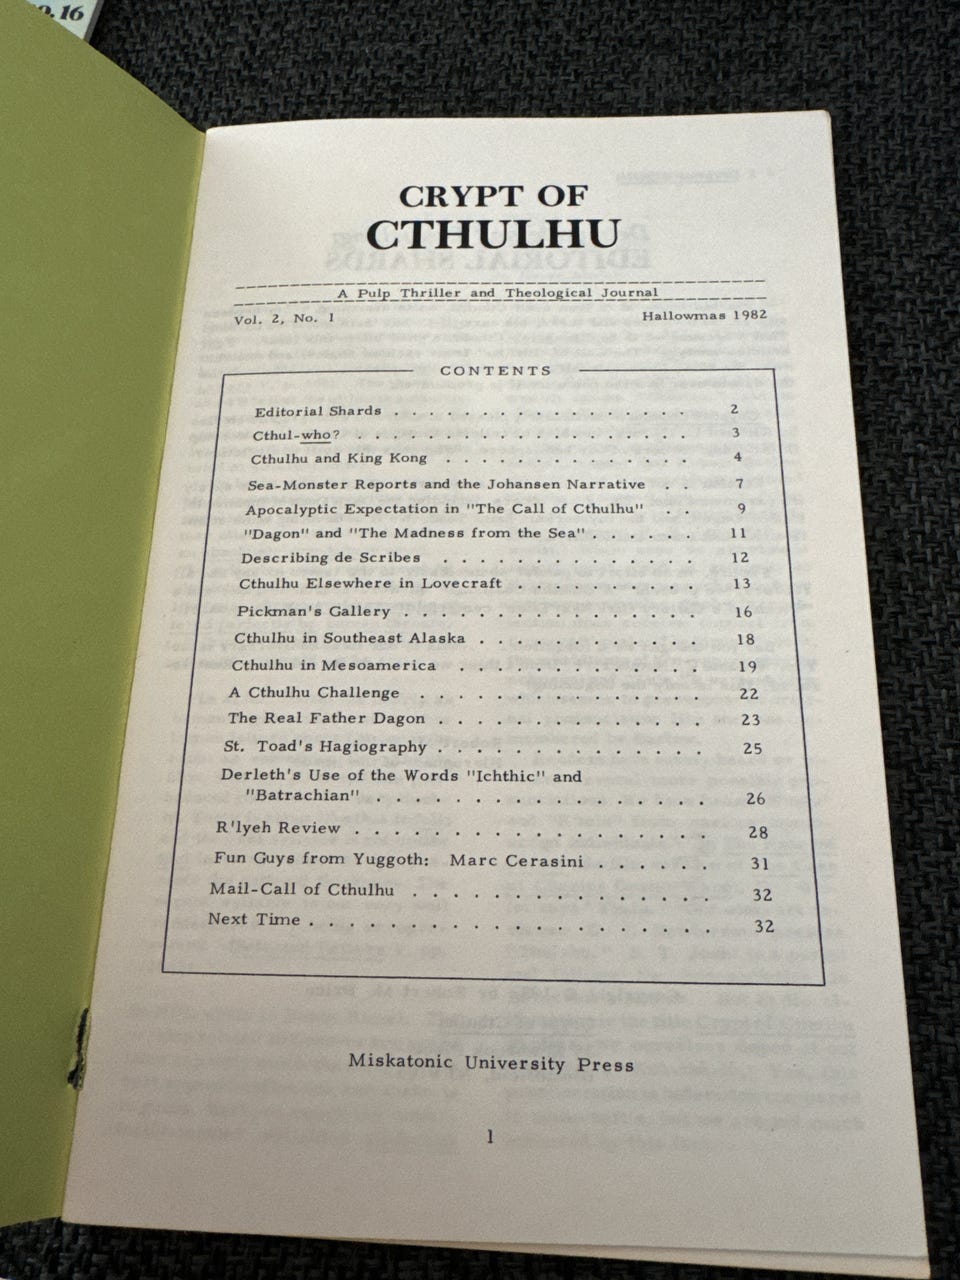 o. 16
CRYPT OF
CTHULHU
A Pulp Thriller and Theological Journal
Vol. 2, No. 1 Hallowmas 1982
CONTENTS
Editorial Shards . . . . . . . . . . . . . . . . . 2
Cthul-who? . . . . . . . . . . . . . . . . . . . 3
Cthulhu and King Kong . . . . . . . . . . . . . . 4
Sea-Monster Reports and the Johansen Narrative . . 7
Apocalyptic Expectation in "The Call of Cthulhu" . . 9
"Dagon" and "The Madness from the Sea" . . . . . . 11
Describing de Scribes . . . . . . . . . . . . . . 12
Cthulhu Elsewhere in Lovecraft . . . . . . . . . . 13
Pickman's Gallery . . . . . . . . . . . . . . . . 16
Cthulhu in Southeast Alaska . . . . . . . . . . . . 18
Cthulhu in Mesoamerica . . . . . . . . . . . . . 19
A Cthulhu Challenge . . . . . . . . . . . . . . . 22
The Real Father Dagon . . . . . . . . . . . . . . 23
St. Toad's Hagiography . . . . . . . . . . . . . . 25
Derleth's Use of the Words "Ichthic" and
"Batrachian" . . . . . . . . . . . . . . . . . 26
R'lyeh Review . . . . . . . . . . . . . . . . . . 28
Fun Guys from Yuggoth: Marc Cerasini . . . . . . 31
Mail-Call of Cthulhu . . . . . . . . . . . . . . . 32
Next Time . . . . . . . . . . . . . . . . . . . . 32
Miskatonic University Press
1